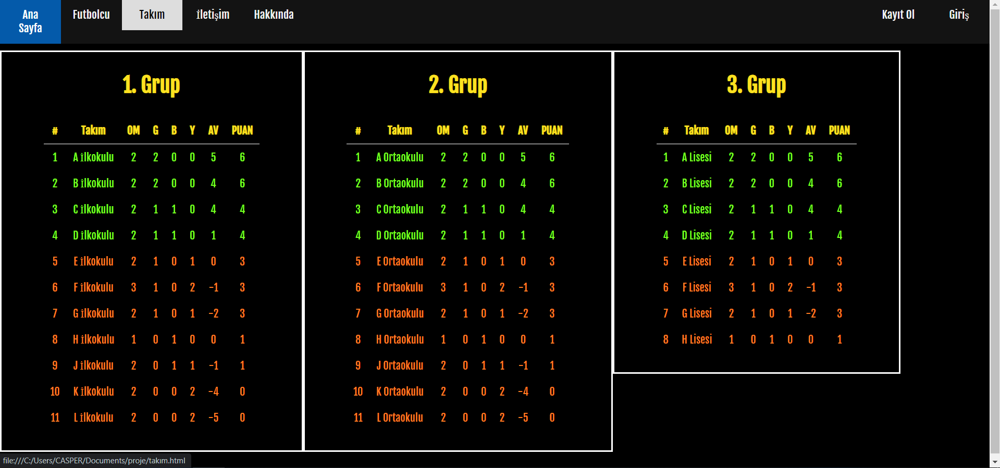 Ana Sayfa Futbolcu Takım İletişim Hakkında Kayıt Ol Giriş
1. Grup
# Takım OM G B Y AV PUAN
1 A İlkokulu 2 2 0 0 5 6
2 B İlkokulu 2 2 0 0 4 6
3 C İlkokulu 2 1 1 0 4 4
4 D İlkokulu 2 1 1 0 1 4
5 E İlkokulu 2 1 0 1 0 3
6 F İlkokulu 3 1 0 2 -1 3
7 G İlkokulu 2 1 0 1 -2 3
8 H İlkokulu 1 0 1 0 0 1
9 J İlkokulu 2 0 1 1 -1 1
10 K İlkokulu 2 0 0 2 -4 0
11 L İlkokulu 2 0 0 2 -5 0
2. Grup
# Takım OM G B Y AV PUAN
1 A Ortaokulu 2 2 0 0 5 6
2 B Ortaokulu 2 2 0 0 4 6
3 C Ortaokulu 2 1 1 0 4 4
4 D Ortaokulu 2 1 1 0 1 4
5 E Ortaokulu 2 1 0 1 0 3
6 F Ortaokulu 3 1 0 2 -1 3
7 G Ortaokulu 2 1 0 1 -2 3
8 H Ortaokulu 1 0 1 0 0 1
9 J Ortaokulu 2 0 1 1 -1 1
10 K Ortaokulu 2 0 0 2 -4 0
11 L Ortaokulu 2 0 0 2 -5 0
3. Grup
# Takım OM G B Y AV PUAN
1 A Lisesi 2 2 0 0 5 6
2 B Lisesi 2 2 0 0 4 6
3 C Lisesi 2 1 1 0 4 4
4 D Lisesi 2 1 1 0 1 4
5 E Lisesi 2 1 0 1 0 3
6 F Lisesi 3 1 0 2 -1 3
7 G Lisesi 2 1 0 1 -2 3
8 H Lisesi 1 0 1 0 0 1
file:///C:/Users/CASPER/Documents/proje/takım.html